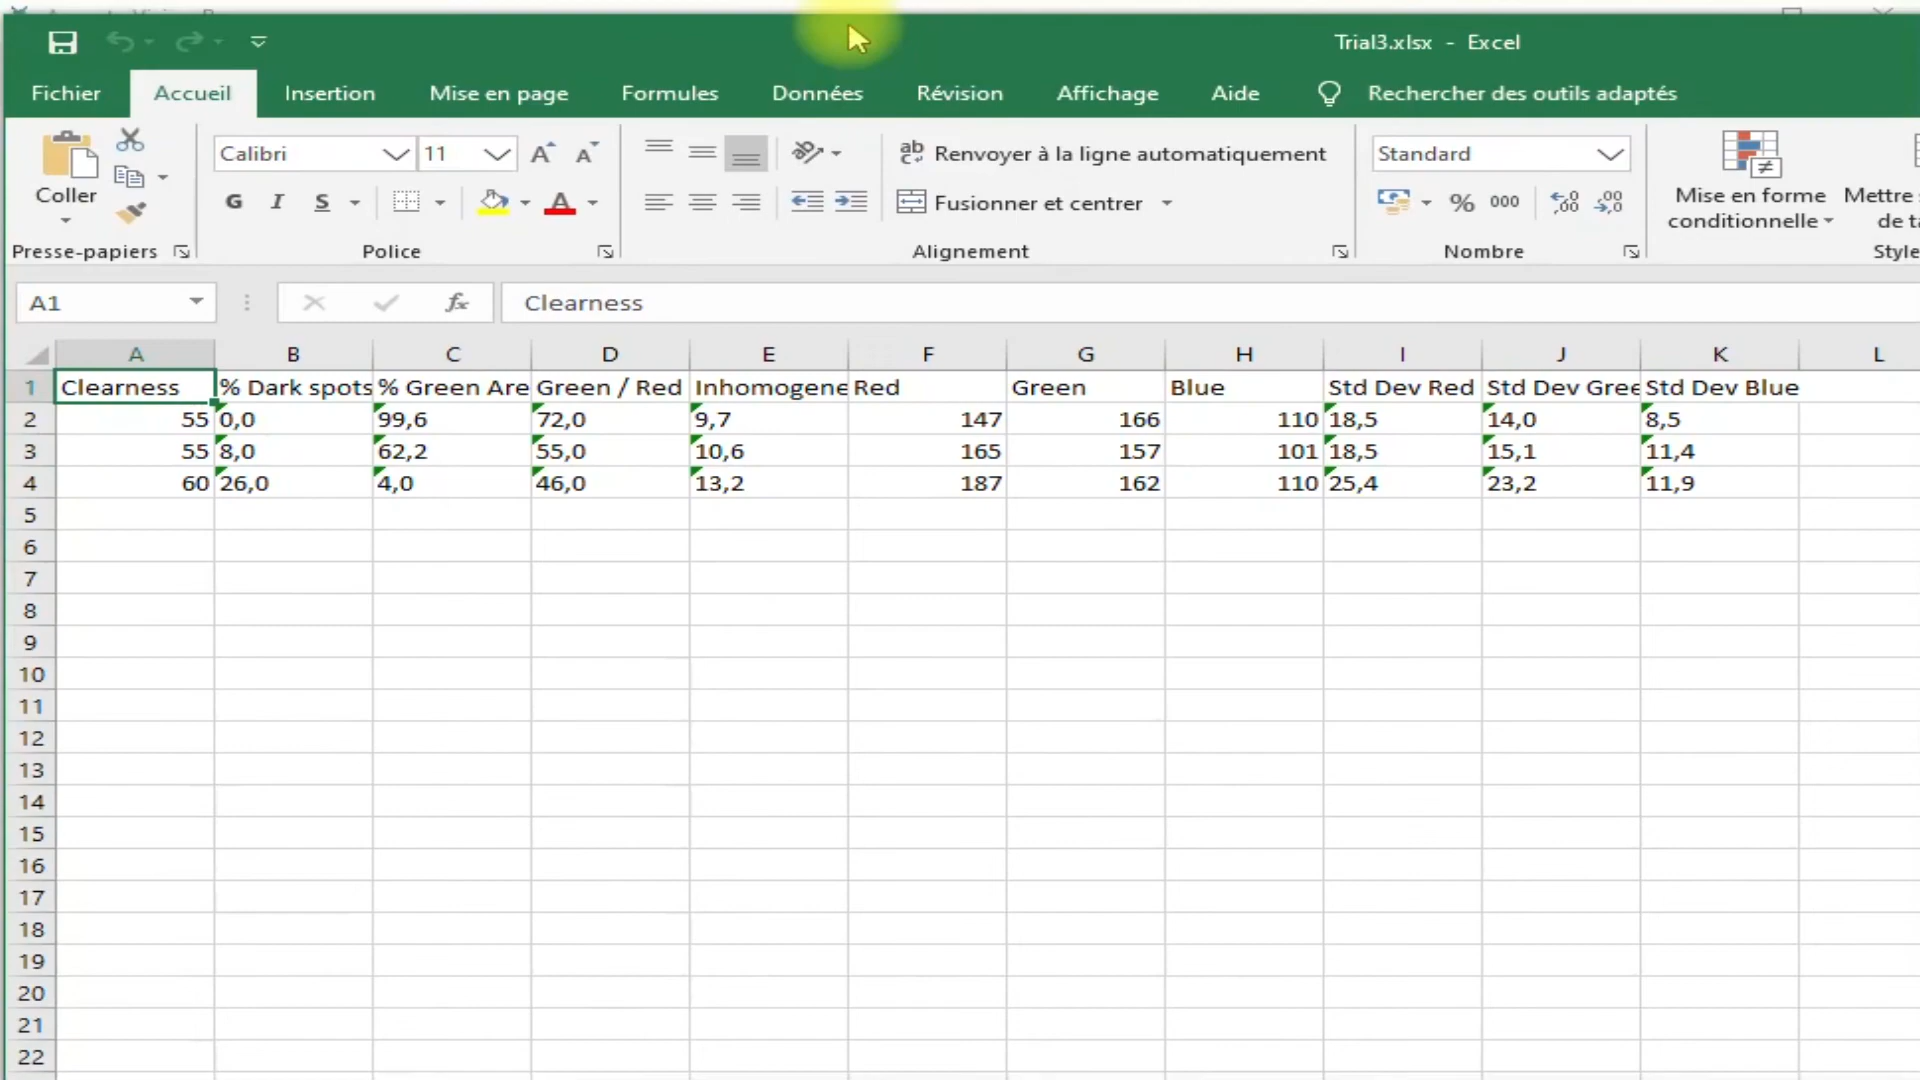 Trial3.xlsx - Excel
Fichier Accueil Insertion Mise en page Formules Données Révision Affichage Aide Rechercher des outils adaptés
Coller
Calibri 11
G I S
Renvoyer à la ligne automatiquement
Fusionner et centrer
Standard
% 000
Mise en forme
conditionnelle
Mettre
de
Presse-papiers Police Alignement Nombre Style
A1 fx Clearness
A B C D E F G H I J K L
1 Clearness % Dark spots % Green Are Green / Red Inhomogene Red Green Blue Std Dev Red Std Dev Gree Std Dev Blue
2 55 0,0 99,6 72,0 9,7 147 166 110 18,5 14,0 8,5
3 55 8,0 62,2 55,0 10,6 165 157 101 18,5 15,1 11,4
4 60 26,0 4,0 46,0 13,2 187 162 110 25,4 23,2 11,9
5
6
7
8
9
10
11
12
13
14
15
16
17
18
19
20
21
22